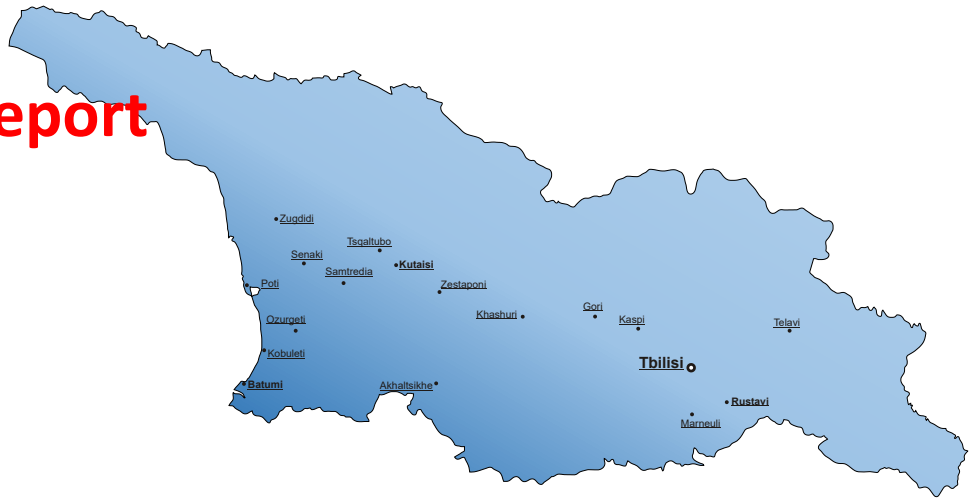 eport
Zugdidi
Tsqaltubo
Senaki
Kutaisi
Samtredia
Poti
Zestaponi
Khashuri
Gori
Ozurgeti
Kaspi
Telavi
Kobuleti
Tbilisi
Batumi
Akhaltsikhe
Rustavi
Marneuli